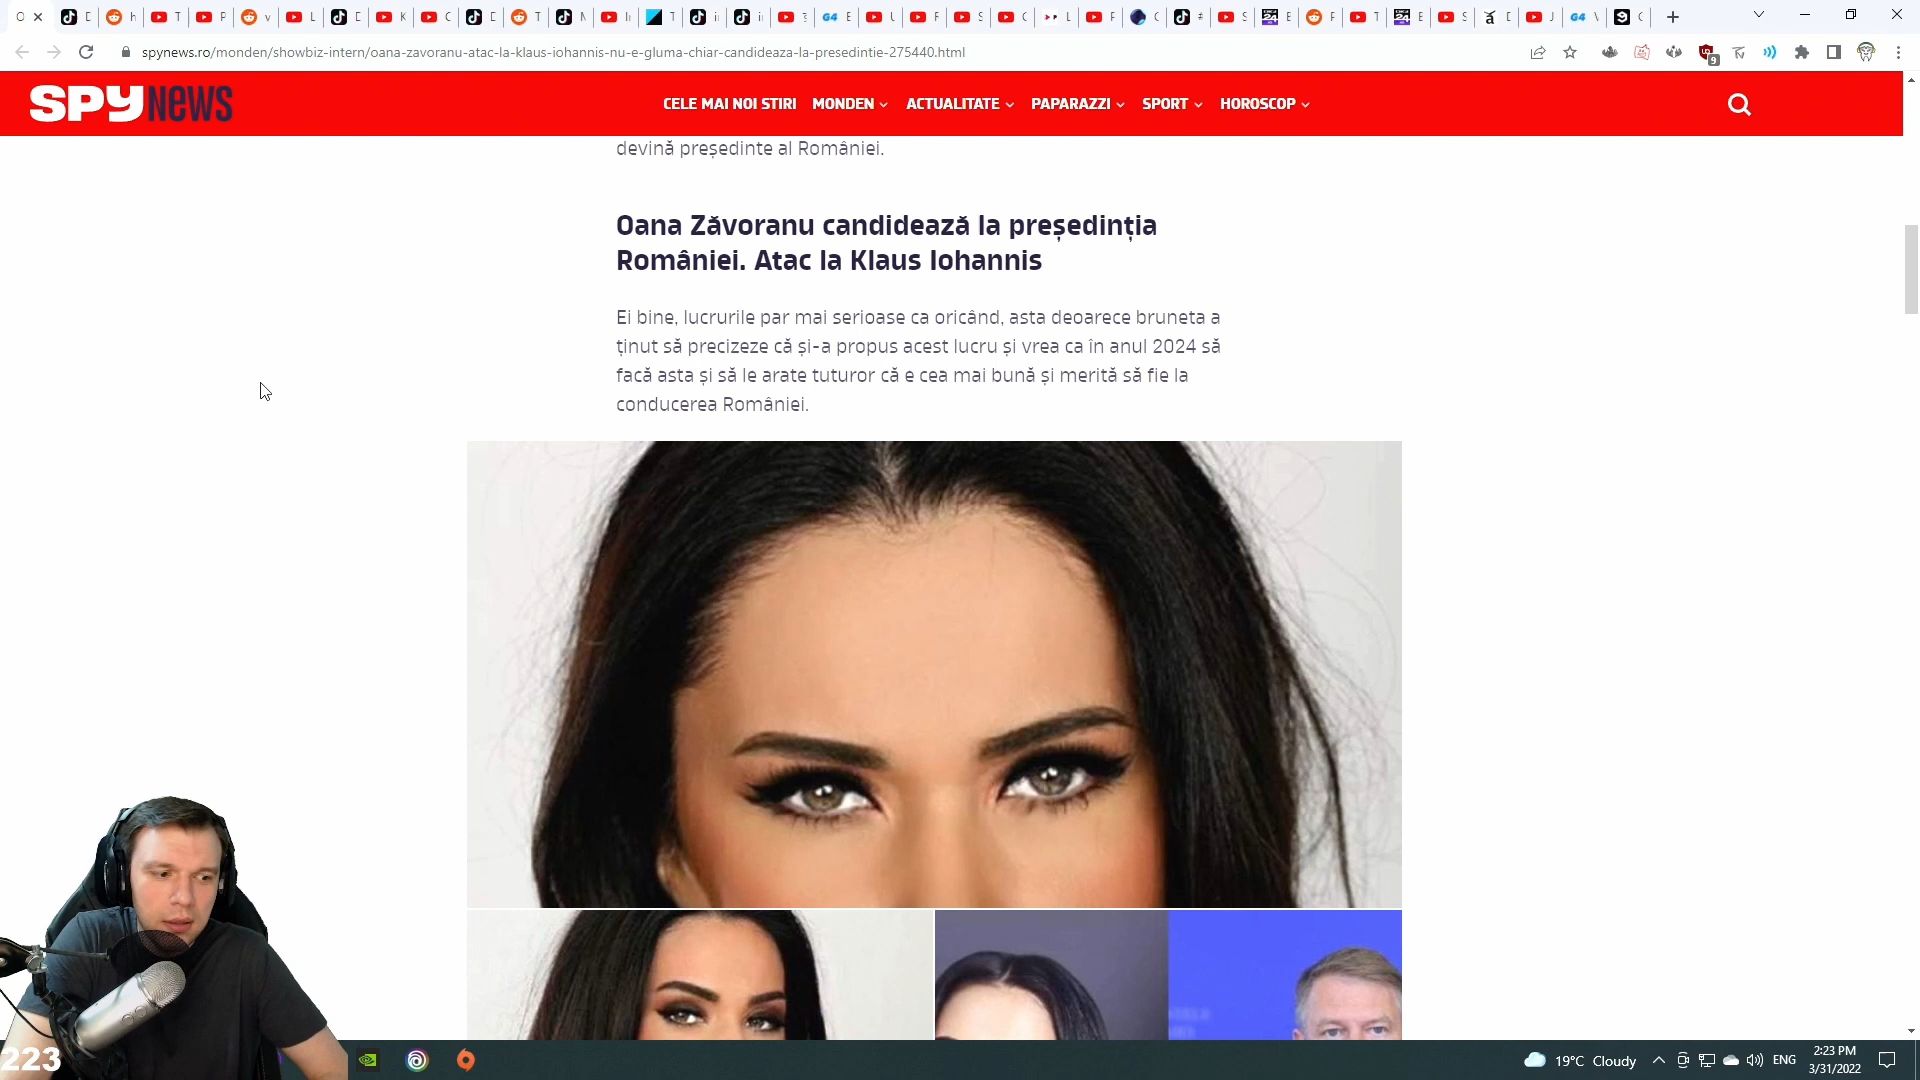 spynews.ro/monden/showbiz-intern/oana-zavoranu-atac-la-klaus-iohannis-nu-e-gluma-chiar-candideaza-la-presedintie-275440.html
9
SPY NEWS
CELE MAI NOI STIRI MONDEN ACTUALITATE PAPARAZZI SPORT HOROSCOP
devină președinte al României.
Oana Zăvoranu candidează la președinția
României. Atac la Klaus Iohannis
Ei bine, lucrurile par mai serioase ca oricând, asta deoarece bruneta a
ținut să precizeze că și-a propus acest lucru și vrea ca în anul 2024 să
facă asta și să le arate tuturor că e cea mai bună și merită să fie la
conducerea României.
223
19°C Cloudy
ENG
2:23 PM
3/31/2022